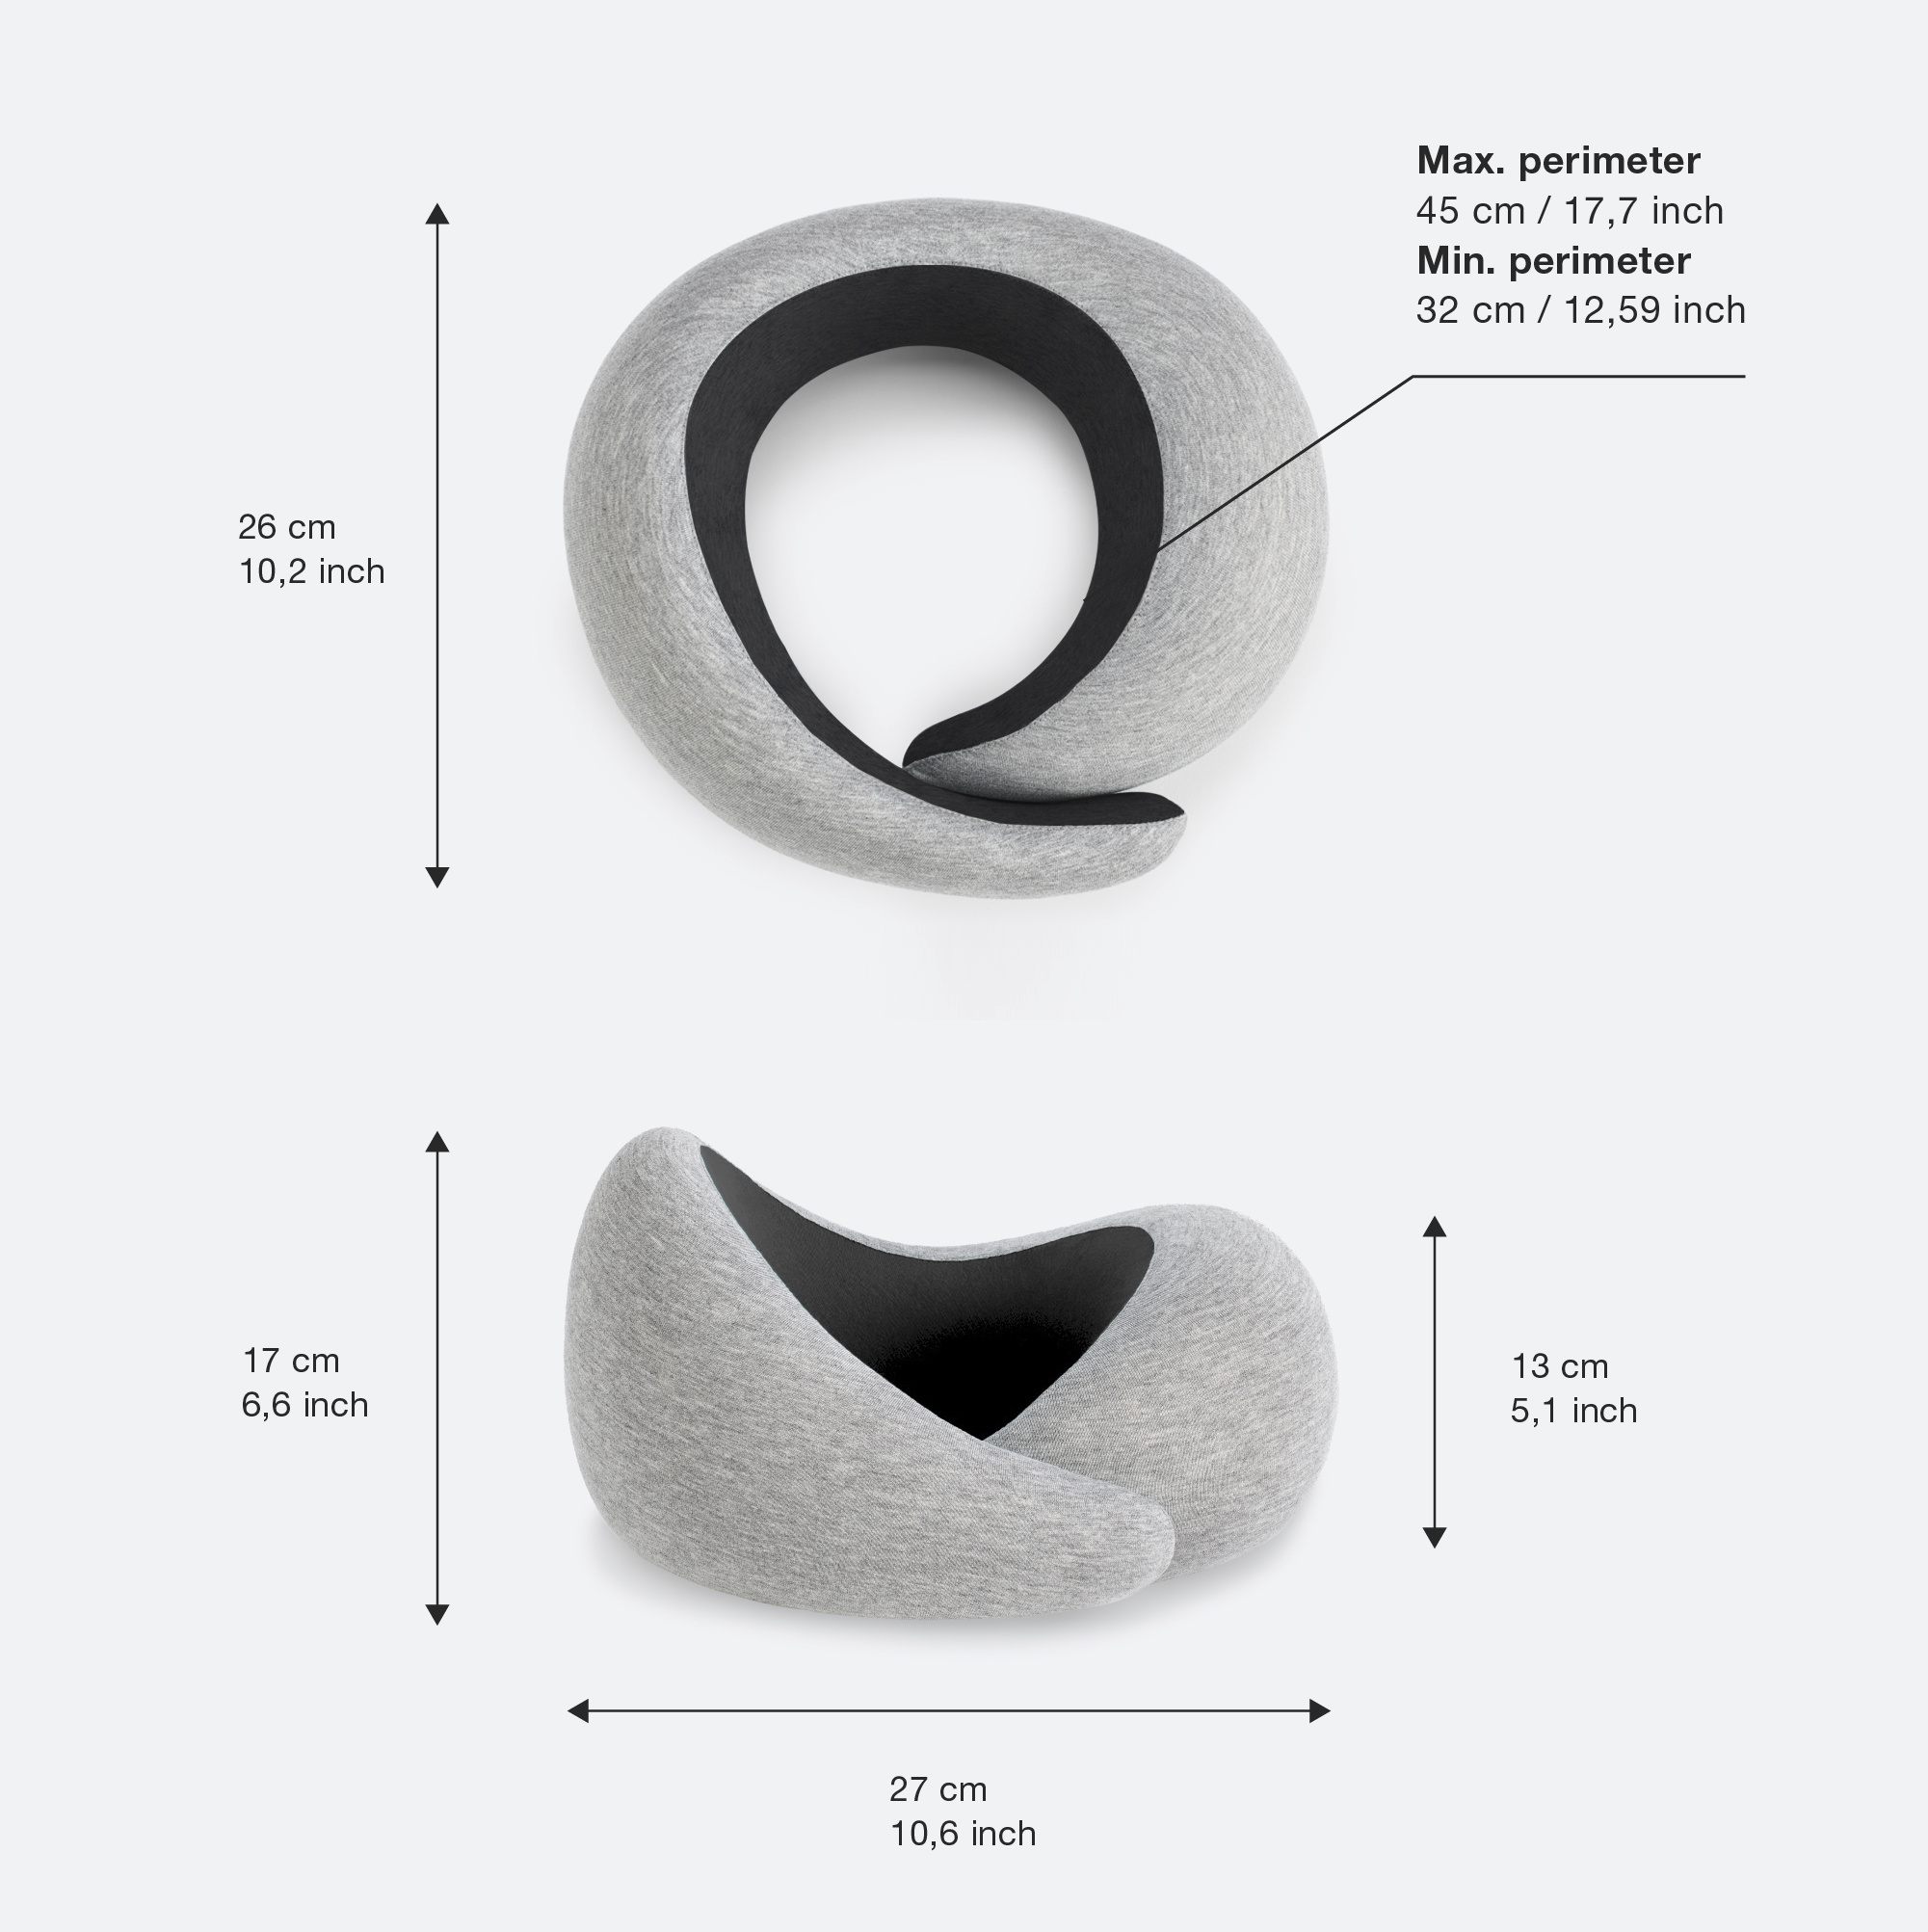 Max. perimeter
45 cm / 17,7 inch
Min. perimeter
32 cm / 12,59 inch
26 cm
10,2 inch
17 cm
6,6 inch
13 cm
5,1 inch
27 cm
10,6 inch